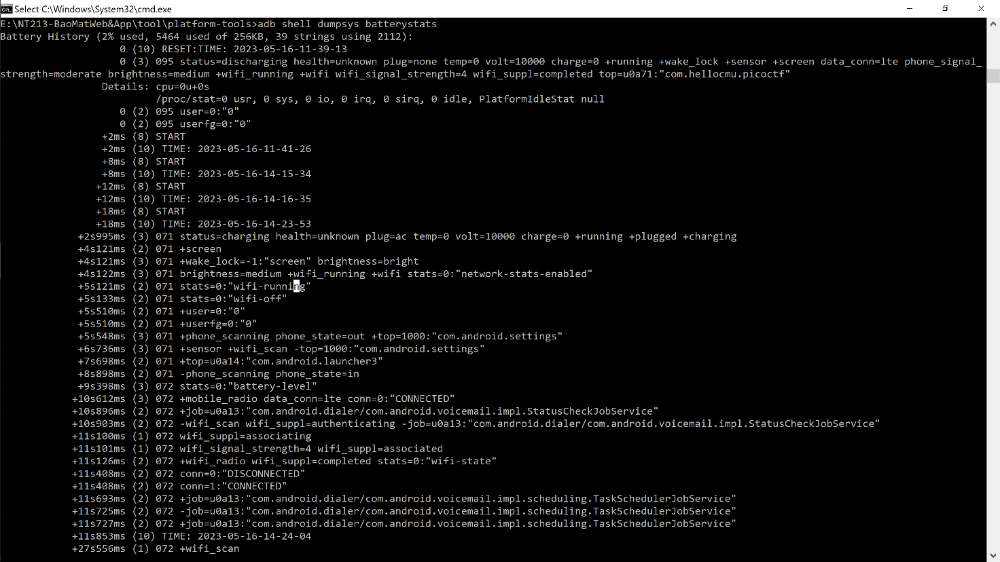 Select C:\Windows\System32\cmd.exe
E:\NT213-BaoMatWeb&App\tool\platform-tools>adb shell dumpsys batterystats
Battery History (2% used, 5464 used of 256KB, 39 strings using 2112):
0 (10) RESET:TIME: 2023-05-16-11-39-13
0 (3) 095 status=discharging health=unknown plug=none temp=0 volt=10000 charge=0 +running +wake_lock +sensor +screen data_conn=lte phone_signal_
strength=moderate brightness=medium +wifi_running +wifi wifi_signal_strength=4 wifi_suppl=completed top=u0a71:"com.hellocmu.picoctf"
Details: cpu=0u+0s
/proc/stat=0 usr, 0 sys, 0 io, 0 irq, 0 sirq, 0 idle, PlatformIdleStat null
0 (2) 095 user=0:"0"
0 (2) 095 userfg=0:"0"
+2ms (8) START
+2ms (10) TIME: 2023-05-16-11-41-26
+8ms (8) START
+8ms (10) TIME: 2023-05-16-14-15-34
+12ms (8) START
+12ms (10) TIME: 2023-05-16-14-16-35
+18ms (8) START
+18ms (10) TIME: 2023-05-16-14-23-53
+2s995ms (3) 071 status=charging health=unknown plug=ac temp=0 volt=10000 charge=0 +running +plugged +charging
+4s121ms (2) 071 +screen
+4s121ms (3) 071 +wake_lock=-1:"screen" brightness=bright
+4s122ms (3) 071 brightness=medium +wifi_running +wifi stats=0:"network-stats-enabled"
+5s121ms (2) 071 stats=0:"wifi-running"
+5s133ms (2) 071 stats=0:"wifi-off"
+5s510ms (2) 071 +user=0:"0"
+5s510ms (2) 071 +userfg=0:"0"
+5s548ms (3) 071 +phone_scanning phone_state=out +top=1000:"com.android.settings"
+6s736ms (3) 071 +sensor +wifi_scan -top=1000:"com.android.settings"
+7s698ms (2) 071 +top=u0a14:"com.android.launcher3"
+8s898ms (2) 071 -phone_scanning phone_state=in
+9s398ms (3) 072 stats=0:"battery-level"
+10s612ms (3) 072 +mobile_radio data_conn=lte conn=0:"CONNECTED"
+10s896ms (2) 072 +job=u0a13:"com.android.dialer/com.android.voicemail.impl.StatusCheckJobService"
+10s903ms (2) 072 -wifi_scan wifi_suppl=authenticating -job=u0a13:"com.android.dialer/com.android.voicemail.impl.StatusCheckJobService"
+11s100ms (1) 072 wifi_suppl=associating
+11s101ms (1) 072 wifi_signal_strength=4 wifi_suppl=associated
+11s126ms (2) 072 +wifi_radio wifi_suppl=completed stats=0:"wifi-state"
+11s408ms (2) 072 conn=0:"DISCONNECTED"
+11s408ms (2) 072 conn=1:"CONNECTED"
+11s693ms (2) 072 +job=u0a13:"com.android.dialer/com.android.voicemail.impl.scheduling.TaskSchedulerJobService"
+11s725ms (2) 072 -job=u0a13:"com.android.dialer/com.android.voicemail.impl.scheduling.TaskSchedulerJobService"
+11s727ms (2) 072 +job=u0a13:"com.android.dialer/com.android.voicemail.impl.scheduling.TaskSchedulerJobService"
+11s853ms (10) TIME: 2023-05-16-14-24-04
+27s556ms (1) 072 +wifi_scan